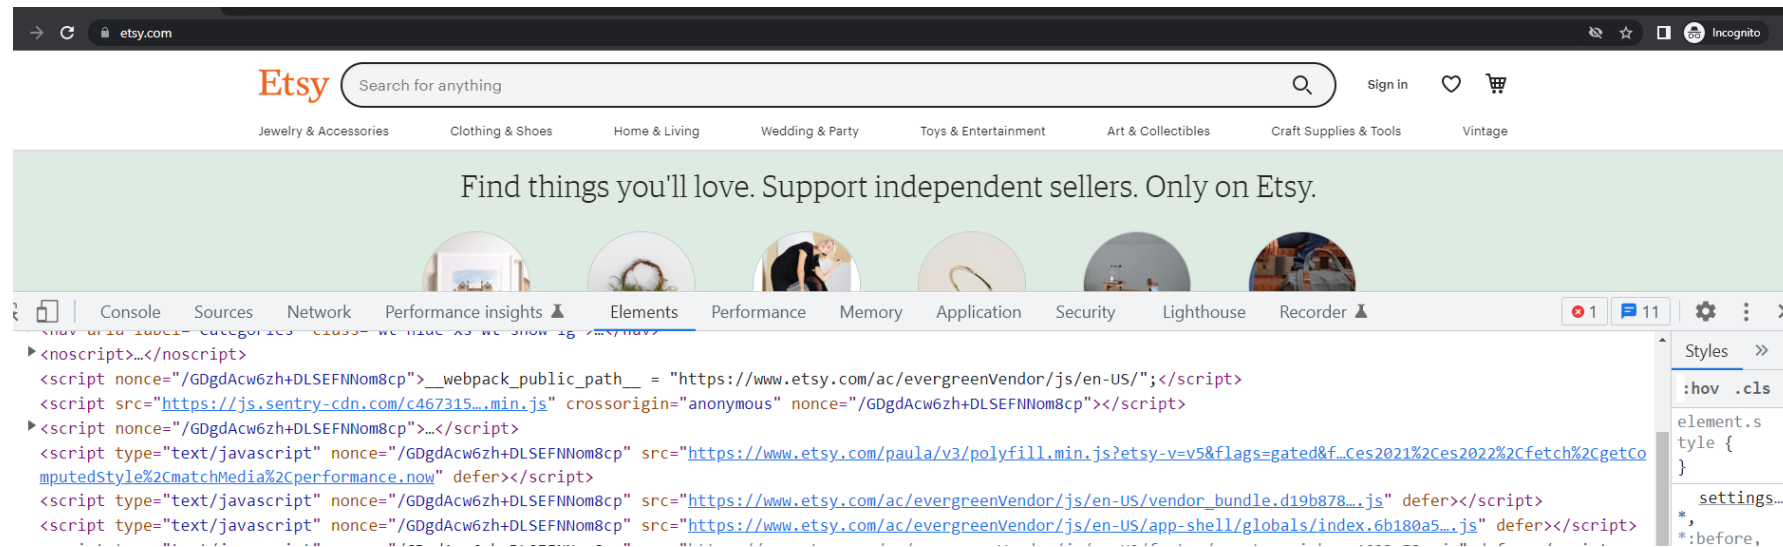 etsy.com
Incognito
Etsy
Search for anything
Sign in
Jewelry & Accessories Clothing & Shoes Home & Living Wedding & Party Toys & Entertainment Art & Collectibles Craft Supplies & Tools Vintage
Find things you'll love. Support independent sellers. Only on Etsy.
Console Sources Network Performance insights Elements Performance Memory Application Security Lighthouse Recorder 1 11
<noscript>…</noscript>
<script nonce="/GDgdAcw6zh+DLSEFNNom8cp">__webpack_public_path__ = "https://www.etsy.com/ac/evergreenVendor/js/en-US/";</script>
<script src="https://js.sentry-cdn.com/c467315….min.js" crossorigin="anonymous" nonce="/GDgdAcw6zh+DLSEFNNom8cp"></script>
<script nonce="/GDgdAcw6zh+DLSEFNNom8cp">…</script>
<script type="text/javascript" nonce="/GDgdAcw6zh+DLSEFNNom8cp" src="https://www.etsy.com/paula/v3/polyfill.min.js?etsy-v=v5&flags=gated&f…Ces2021%2Ces2022%2Cfetch%2CgetCo
mputedStyle%2CmatchMedia%2Cperformance.now" defer></script>
<script type="text/javascript" nonce="/GDgdAcw6zh+DLSEFNNom8cp" src="https://www.etsy.com/ac/evergreenVendor/js/en-US/vendor_bundle.d19b878….js" defer></script>
<script type="text/javascript" nonce="/GDgdAcw6zh+DLSEFNNom8cp" src="https://www.etsy.com/ac/evergreenVendor/js/en-US/app-shell/globals/index.6b180a5….js" defer></script>
Styles
:hov .cls
element.s
tyle {
}
settings…
*,
*:before,